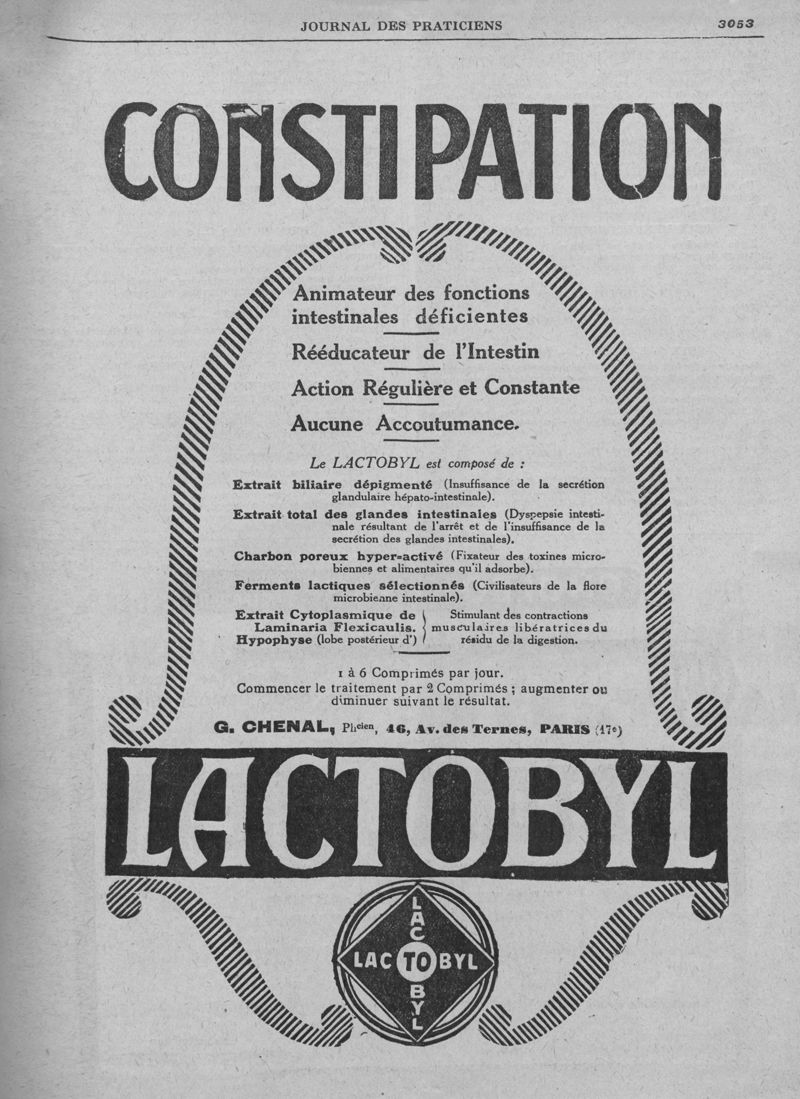 JOURNAL DES PRATICIENS 3053
CONSTIPATION
Animateur des fonctions
intestinales déficientes
Rééducateur de l'Intestin
Action Régulière et Constante
Aucune Accoutumance.
Le LACTOBYL est composé de :
Extrait biliaire dépigmenté (Insuffisance de la secrétion
glandulaire hépato-intestinale).
Extrait total des glandes intestinales (Dyspepsie intesti-
nale résultant de l'arrêt et de l'insuffisance de la
secrétion des glandes intestinales).
Charbon poreux hyper=activé (Fixateur des toxines micro-
biennes et alimentaires qu'il adsorbe).
Ferments lactiques sélectionnés (Civilisateurs de la flore
microbienne intestinale).
Extrait Cytoplasmique de Stimulant des contractions
Laminaria Flexicaulis. musculaires libératrices du
Hypophyse (lobe postérieur d') résidu de la digestion.
1 à 6 Comprimés par jour.
Commencer le traitement par 2 Comprimés ; augmenter ou
diminuer suivant le résultat.
G. CHENAL, Phcien, 46, Av. des Ternes, PARIS (17e)
LACTOBYL
LAC TO BYL
LACTOBYL